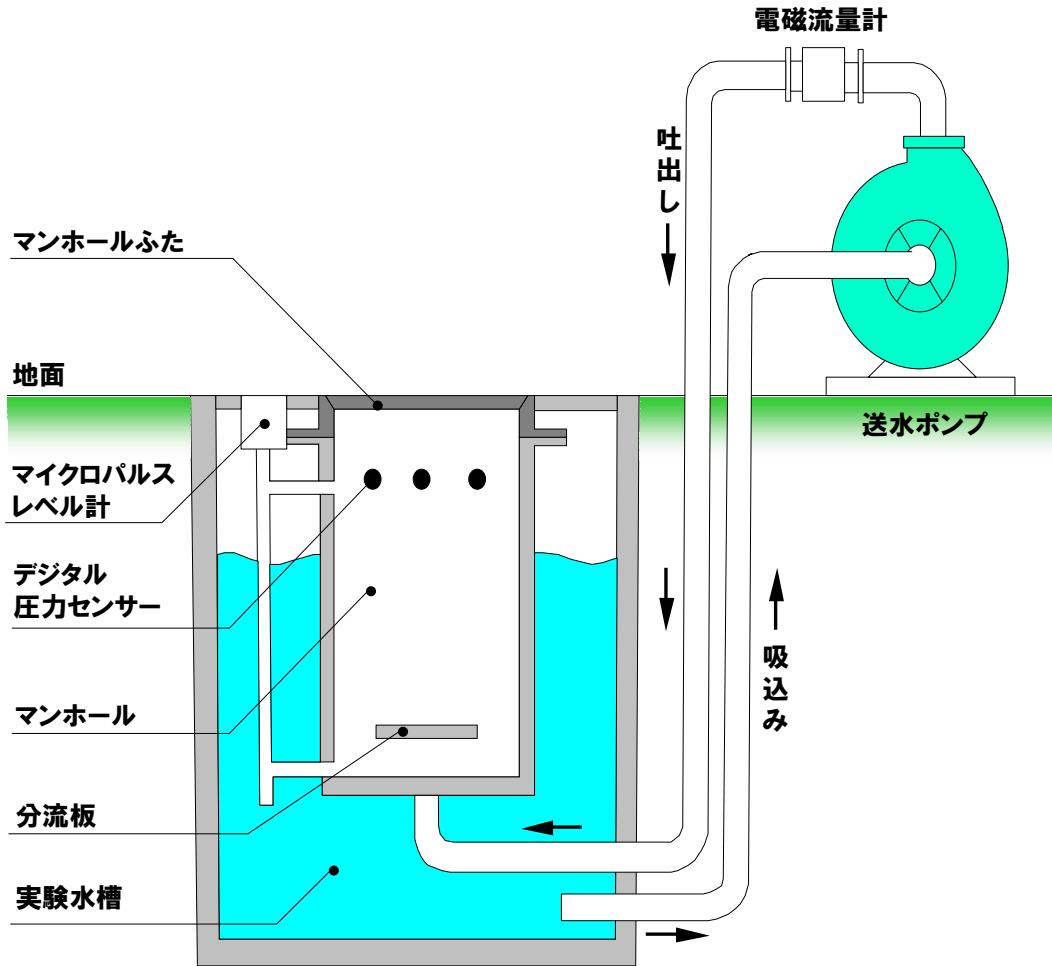 電磁流量計
吐出し
マンホールふた
地面
送水ポンプ
マイクロパルス
レベル計
デジタル
圧力センサー
吸込み
マンホール
分流板
実験水槽